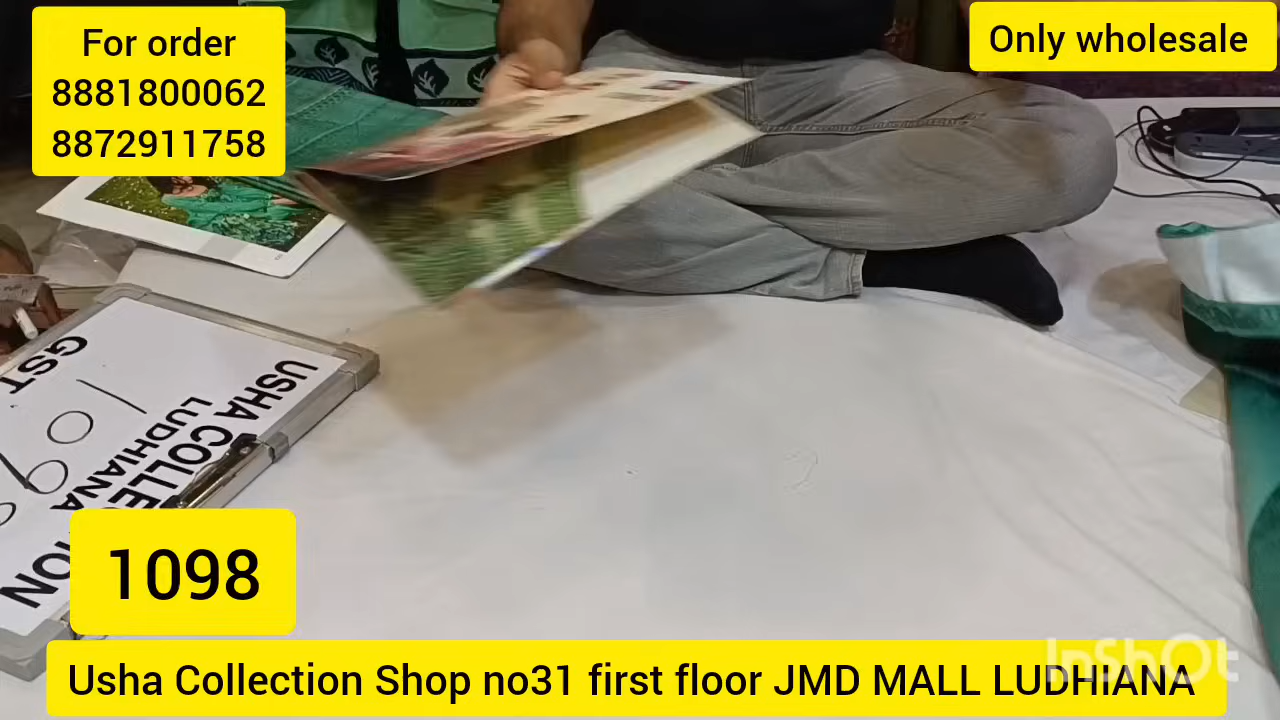 For order
8881800062
8872911758
Only wholesale
USHA COLLECTION
LUDHIANA
GST
1098
Usha Collection Shop no31 first floor JMD MALL LUDHIANA
InShOt